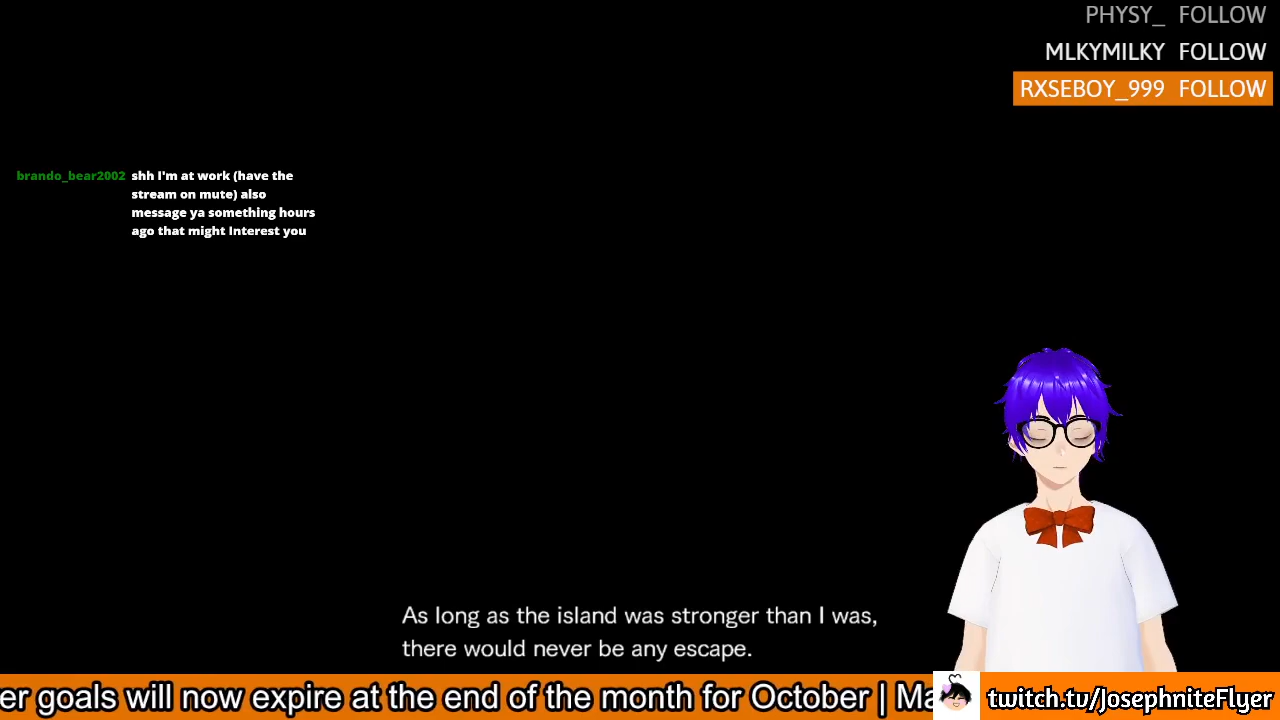 PHYSY_ FOLLOW
MLKYMILKY FOLLOW
RXSEBOY_999 FOLLOW
brando_bear2002 shh I'm at work (have the
stream on mute) also
message ya something hours
ago that might Interest you
As long as the island was stronger than I was,
there would never be any escape.
er goals will now expire at the end of the month for October | Ma
twitch.tv/JosephniteFlyer